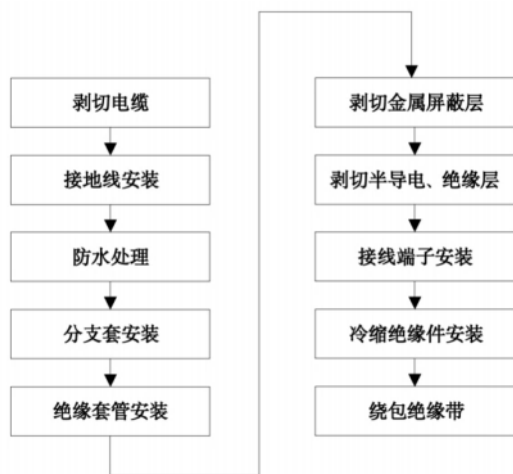 剥切电缆
接地线安装
防水处理
分支套安装
绝缘套管安装
剥切金属屏蔽层
剥切半导电、绝缘层
接线端子安装
冷缩绝缘件安装
绕包绝缘带